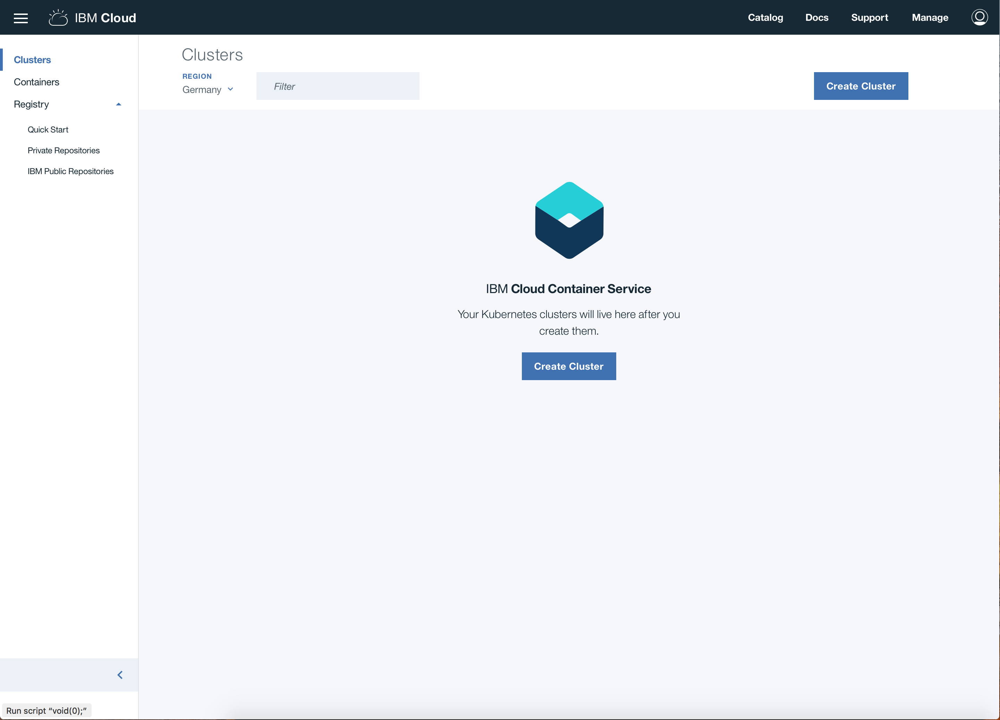 IBM Cloud
Catalog
Docs
Support
Manage
Clusters
Containers
Registry
Quick Start
Private Repositories
IBM Public Repositories
Clusters
REGION
Germany
Filter
Create Cluster
IBM Cloud Container Service
Your Kubernetes clusters will live here after you
create them.
Create Cluster
Run script “void(0);”